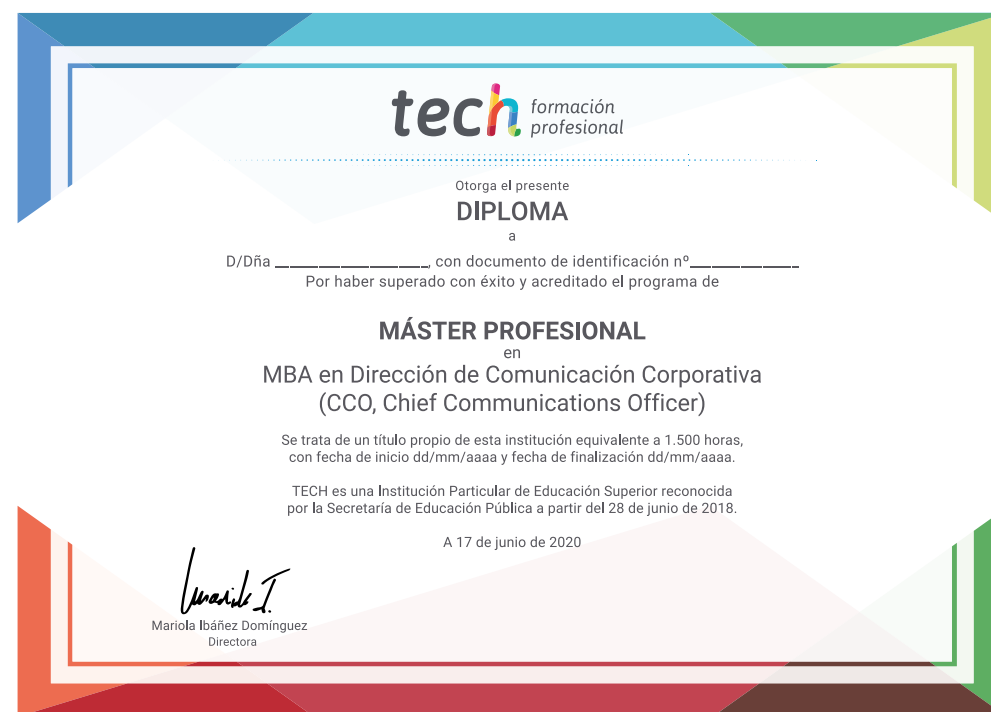 tech formación
profesional
Otorga el presente
DIPLOMA
a
D/Dña ______________________, con documento de identificación nº_______________
Por haber superado con éxito y acreditado el programa de
MÁSTER PROFESIONAL
en
MBA en Dirección de Comunicación Corporativa
(CCO, Chief Communications Officer)
Se trata de un título propio de esta institución equivalente a 1.500 horas,
con fecha de inicio dd/mm/aaaa y fecha de finalización dd/mm/aaaa.
TECH es una Institución Particular de Educación Superior reconocida
por la Secretaría de Educación Pública a partir del 28 de junio de 2018.
A 17 de junio de 2020
Mariola Ibáñez Domínguez
Directora